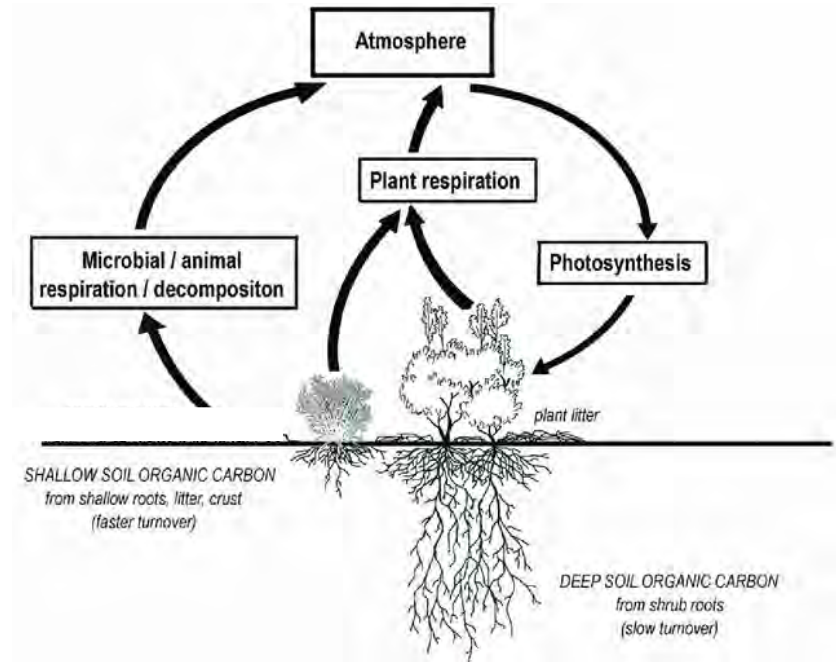 Atmosphere
Plant respiration
Microbial / animal
respiration / decompositon
Photosynthesis
plant litter
SHALLOW SOIL ORGANIC CARBON
from shallow roots, litter, crust
(faster turnover)
DEEP SOIL ORGANIC CARBON
from shrub roots
(slow turnover)